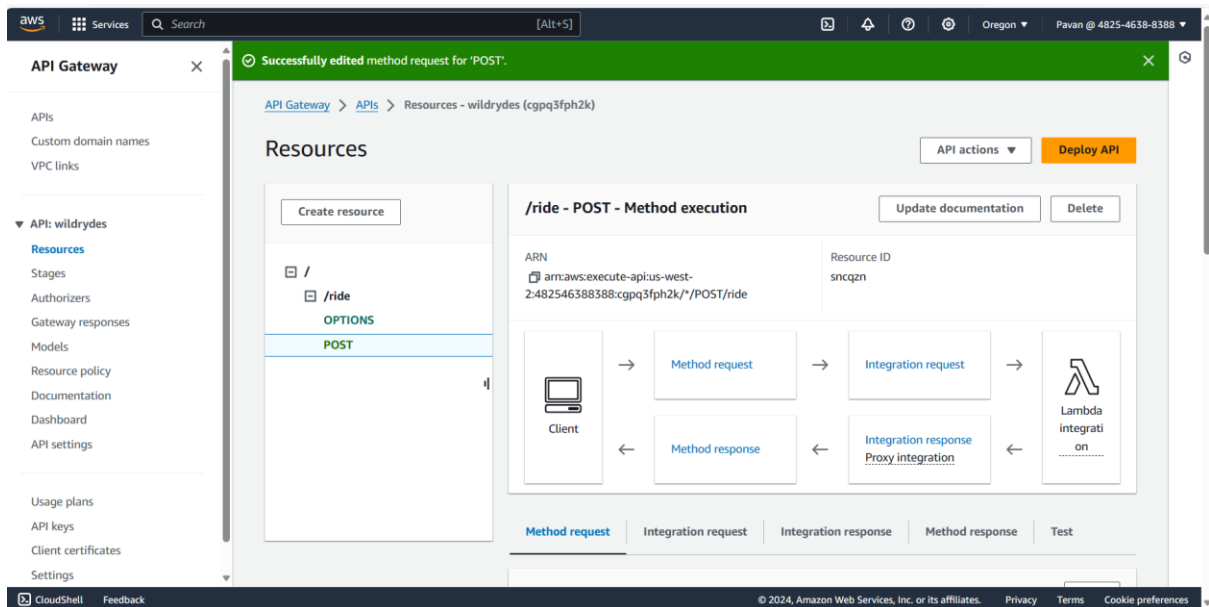 aws
Services
Search
[Alt+S]
Oregon ▼
Pavan @ 4825-4638-8388 ▼
API Gateway
APIs
Custom domain names
VPC links
▼ API: wildrydes
Resources
Stages
Authorizers
Gateway responses
Models
Resource policy
Documentation
Dashboard
API settings
Usage plans
API keys
Client certificates
Settings
Successfully edited method request for 'POST'.
API Gateway > APIs > Resources - wildrydes (cgpq3fph2k)
Resources
API actions ▼
Deploy API
Create resource
/
/ride
OPTIONS
POST
/ride - POST - Method execution
Update documentation
Delete
ARN
arn:aws:execute-api:us-west-
2:482546388388:cgpq3fph2k/*/POST/ride
Resource ID
sncqzn
Client
Method request
Integration request
Method response
Integration response
Proxy integration
Lambda
integrati
on
Method request
Integration request
Integration response
Method response
Test
CloudShell
Feedback
© 2024, Amazon Web Services, Inc. or its affiliates.
Privacy
Terms
Cookie preferences